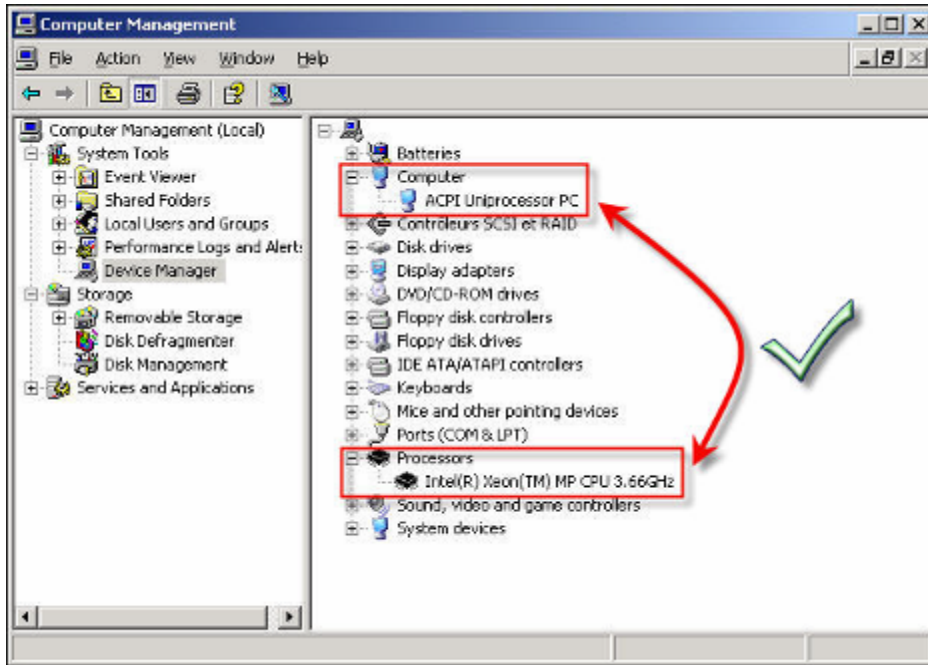 Computer Management
File Action View Window Help
Computer Management (Local)
System Tools
Event Viewer
Shared Folders
Local Users and Groups
Performance Logs and Alert:
Device Manager
Storage
Removable Storage
Disk Defragmenter
Disk Management
Services and Applications
Batteries
Computer
ACPI Uniprocessor PC
Contrôleurs SCSI et RAID
Disk drives
Display adapters
DVD/CD-ROM drives
Floppy disk controllers
Floppy disk drives
IDE ATA/ATAPI controllers
Keyboards
Mice and other pointing devices
Ports (COM & LPT)
Processors
Intel(R) Xeon(TM) MP CPU 3.66GHz
Sound, video and game controllers
System devices